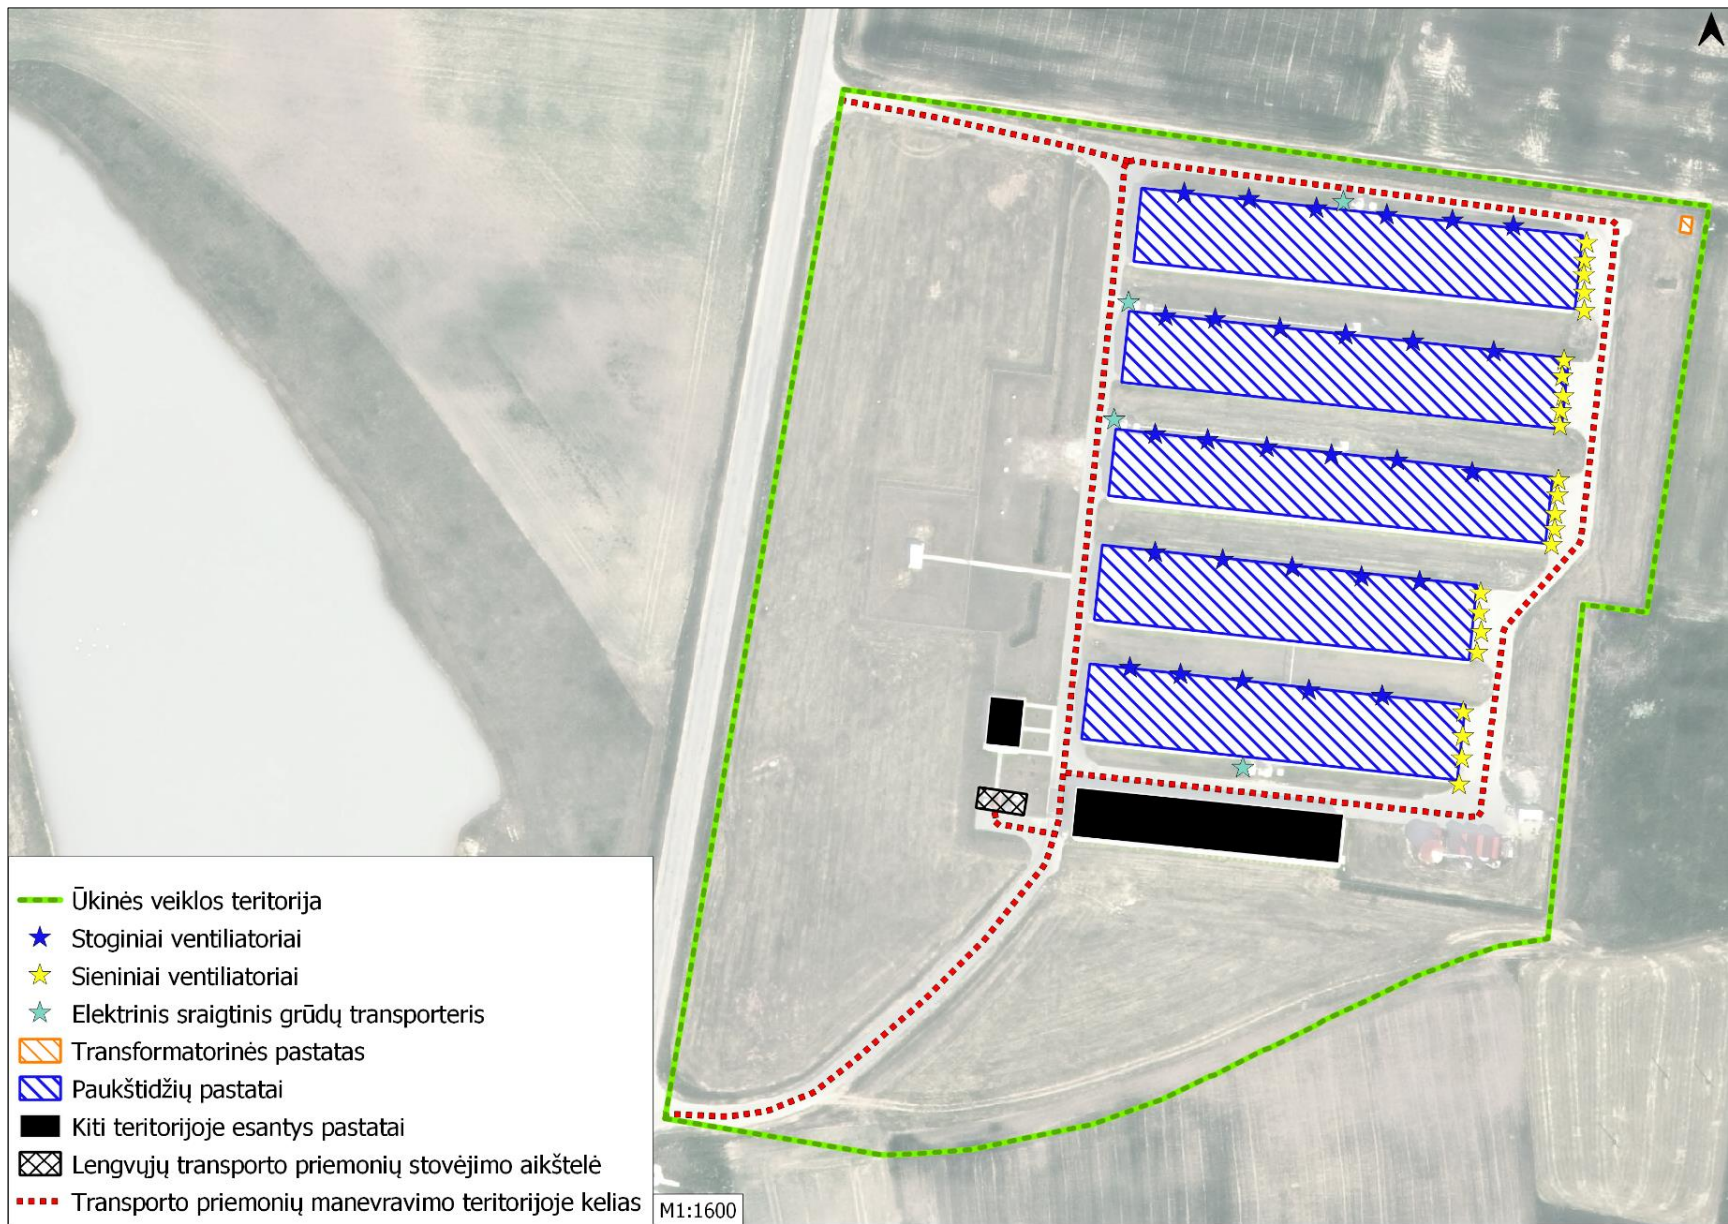 Ūkinės veiklos teritorija
Stoginiai ventiliatoriai
Sieniniai ventiliatoriai
Elektrinis sraigtinis grūdų transporteris
Transformatorinės pastatas
Paukštidžių pastatai
Kiti teritorijoje esantys pastatai
Lengvųjų transporto priemonių stovėjimo aikštelė
Transporto priemonių manevravimo teritorijoje kelias
M1:1600